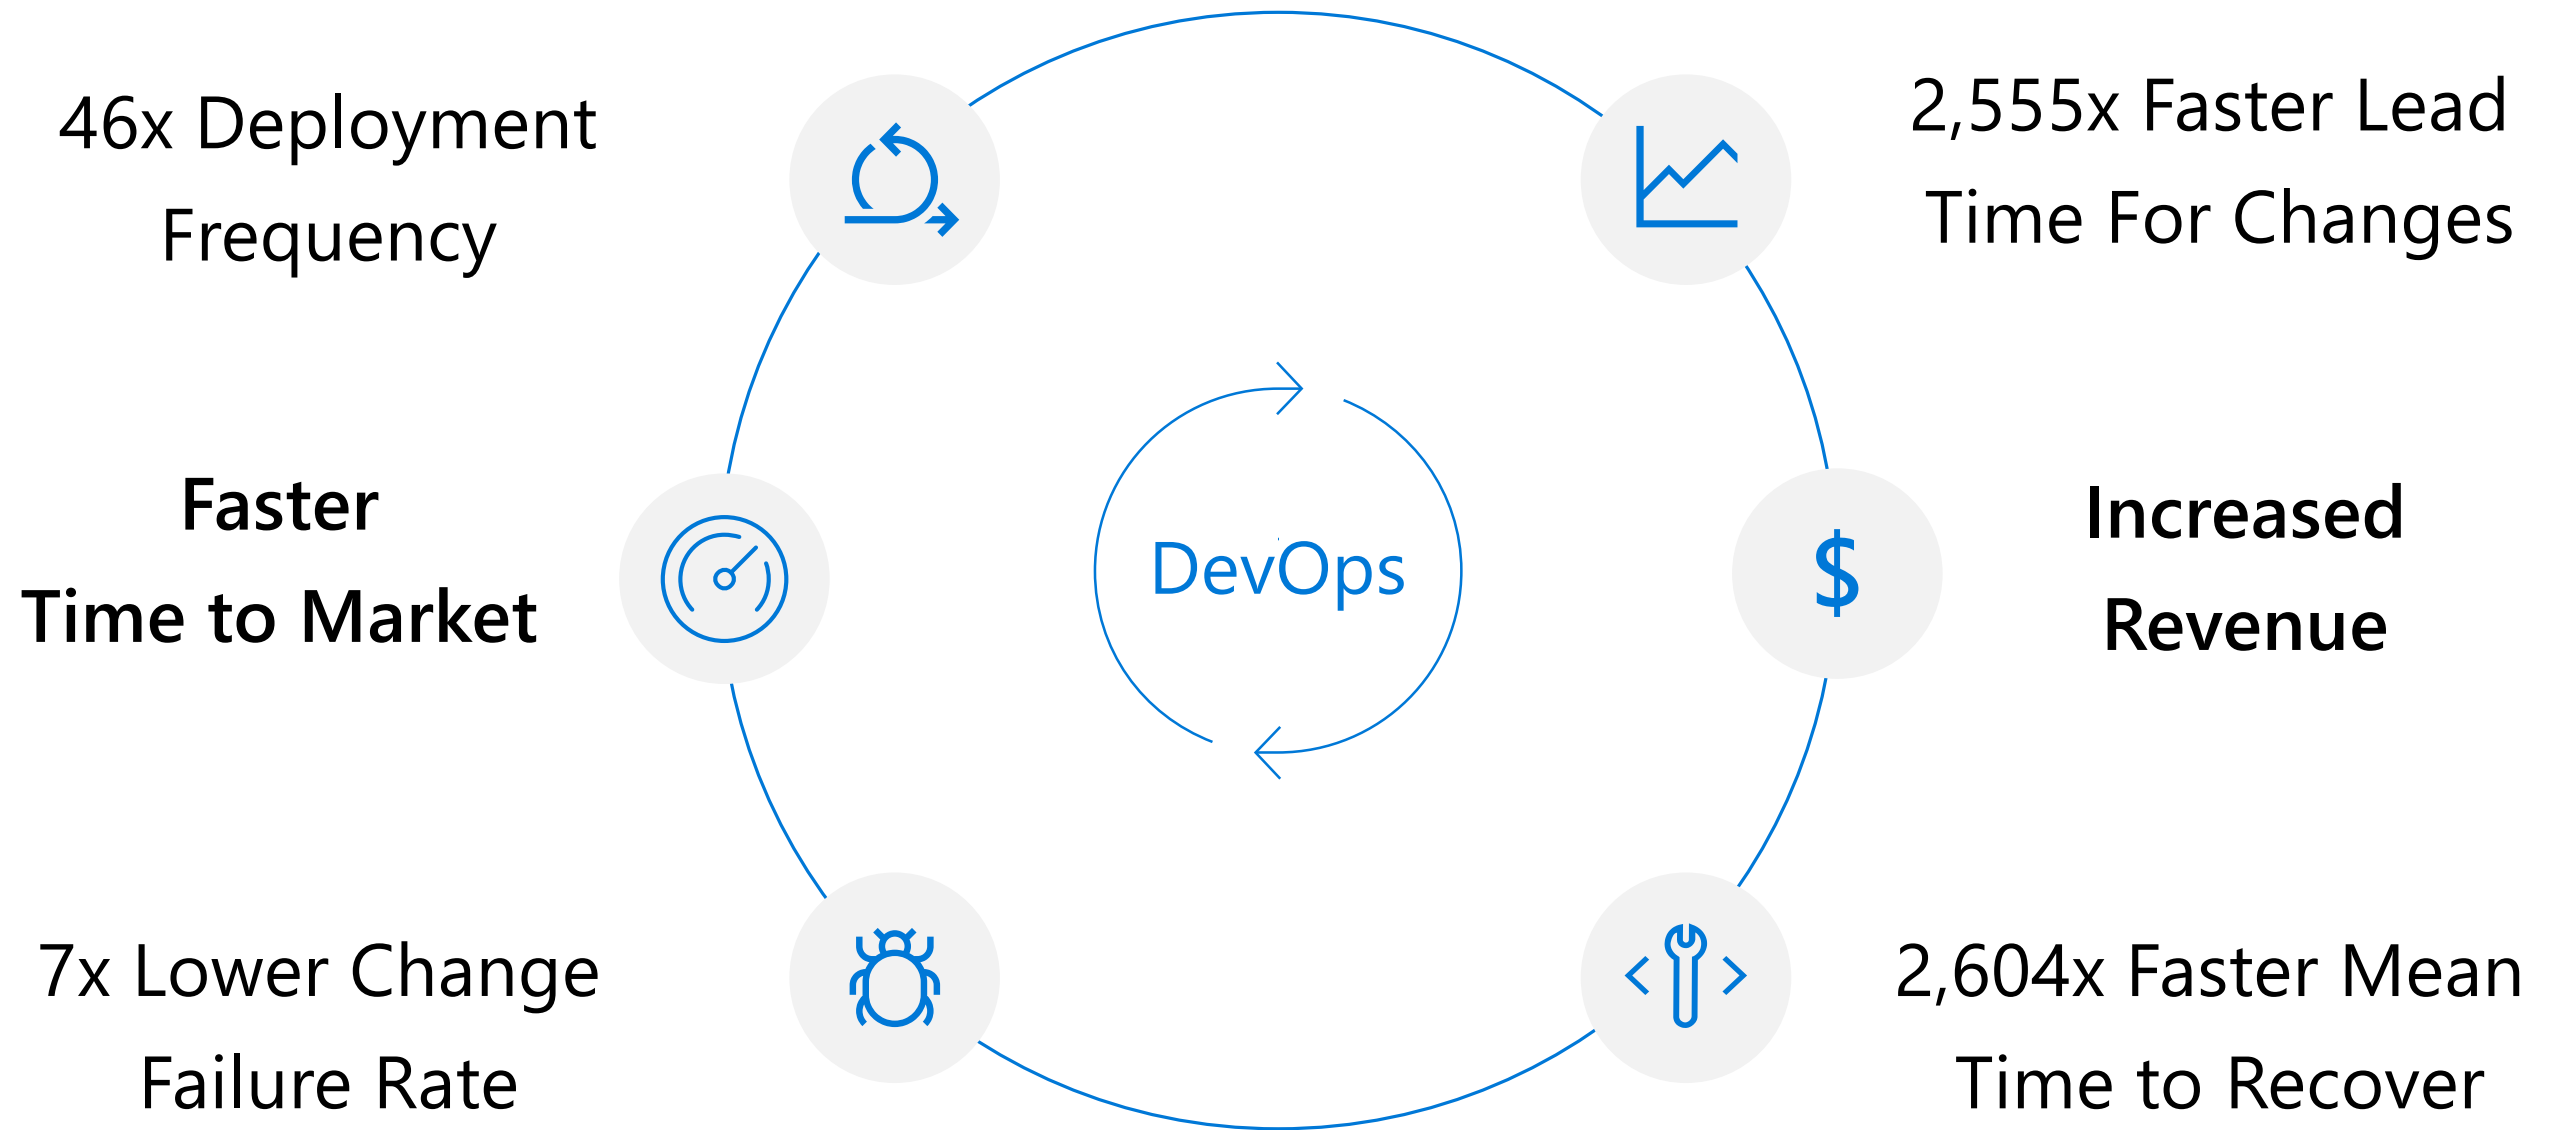 46x Deployment
Frequency
2,555x Faster Lead
Time For Changes
Faster
Time to Market
DevOps
$
Increased
Revenue
7x Lower Change
Failure Rate
2,604x Faster Mean
Time to Recover